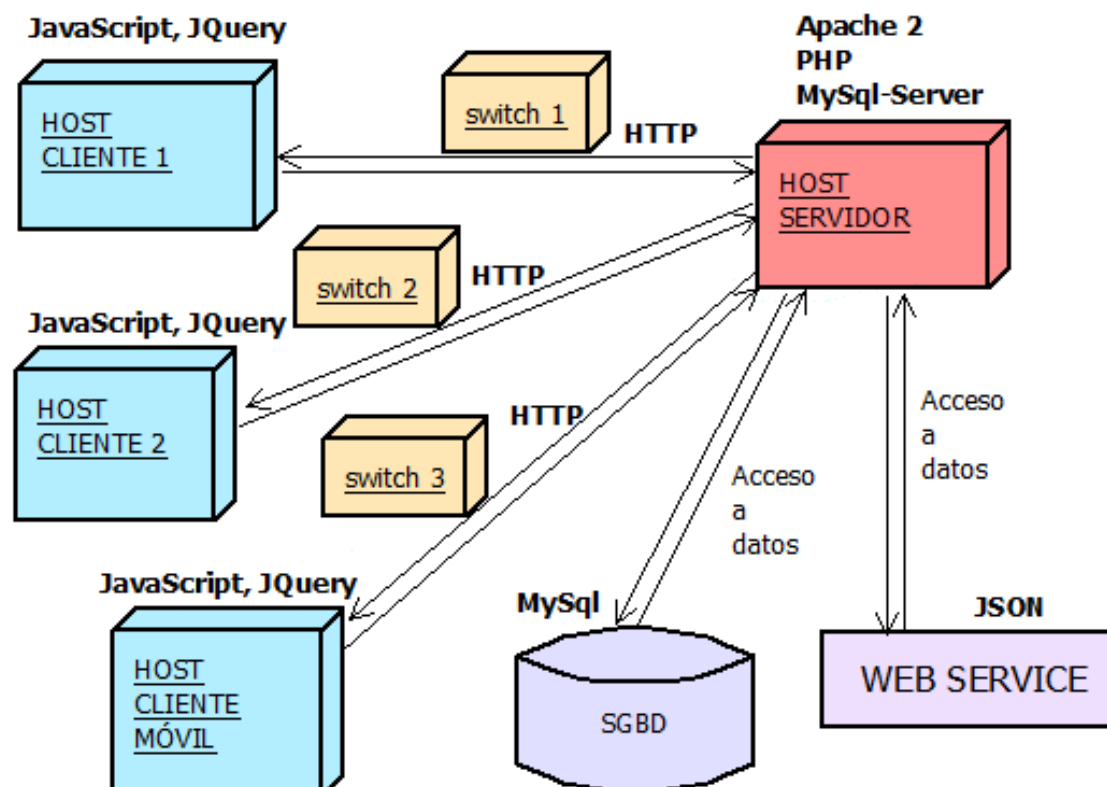 JavaScript, JQuery
Apache 2
PHP
MySql-Server
switch 1
HTTP
HOST
CLIENTE 1
HOST
SERVIDOR
switch 2
HTTP
JavaScript, JQuery
HOST
CLIENTE 2
switch 3
HTTP
Acceso
a
datos
Acceso
a
datos
JavaScript, JQuery
HOST
CLIENTE
MÓVIL
MySql
SGBD
JSON
WEB SERVICE